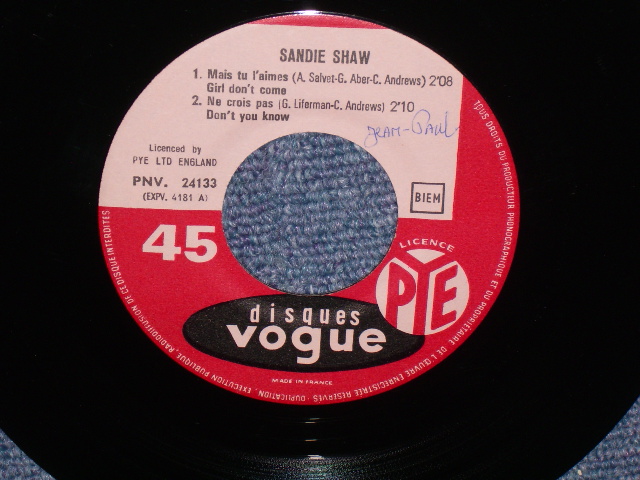 SANDIE SHAW
1. Mais tu l'aimes (A. Salvet-G. Aber-C. Andrews) 2'08
Girl don't come
2. Ne crois pas (G. Liferman-C. Andrews) 2'10
Don't you know
Jean-Paul
Licenced by
PYE LTD ENGLAND
PNV. 24133
(EXPV. 4181 A)
BIEM
45
LICENCE
PYE
disques
vogue
MADE IN FRANCE
TOUS DROITS DU PRODUCTEUR PHONOGRAPHIQUE ET DU PROPRIETAIRE DE L'ŒUVRE ENREGISTRÉE RÉSERVÉS - DUPLICATION, EXECUTION PUBLIQUE, RADIODIFFUSION DE CE DISQUE INTERDITES